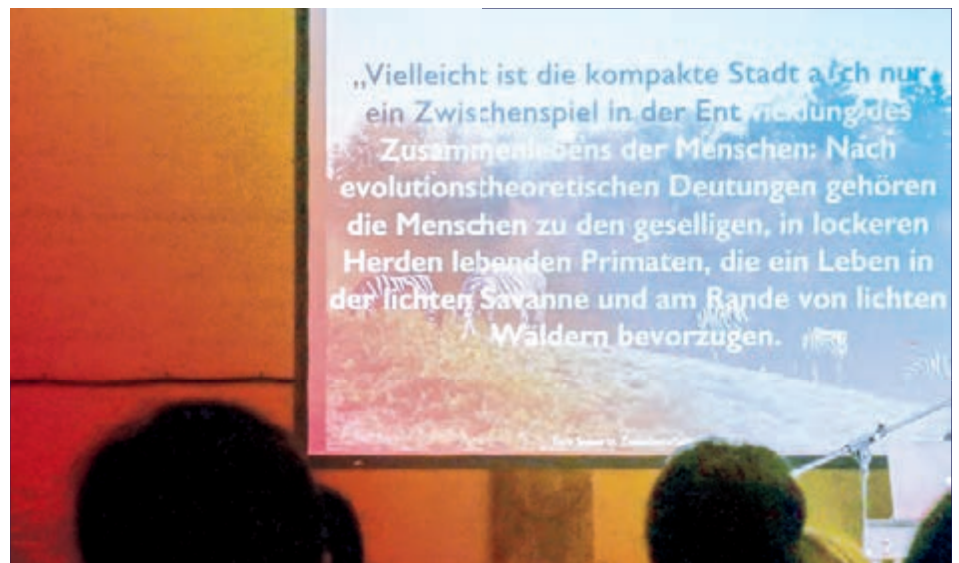 „Vielleicht ist die kompakte Stadt auch nur
ein Zwischenspiel in der Entwicklung des
Zusammenlebens der Menschen: Nach
evolutionstheoretischen Deutungen gehören
die Menschen zu den geselligen, in lockeren
Herden lebenden Primaten, die ein Leben in
der lichten Savanne und am Rande von lichten
Wäldern bevorzugen.